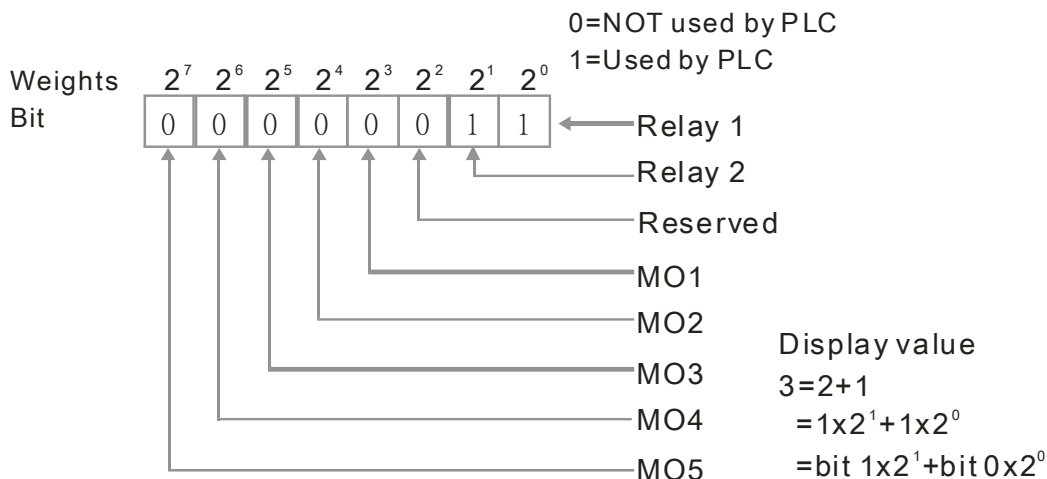 0=NOT used by PLC
1=Used by PLC
Weights 2⁷ 2⁶ 2⁵ 2⁴ 2³ 2² 2¹ 2⁰
Bit 0 0 0 0 0 0 1 1
Relay 1
Relay 2
Reserved
MO1
MO2
MO3
MO4
MO5
Display value
3=2+1
=1x2¹+1x2⁰
=bit 1x2¹+bit 0x2⁰